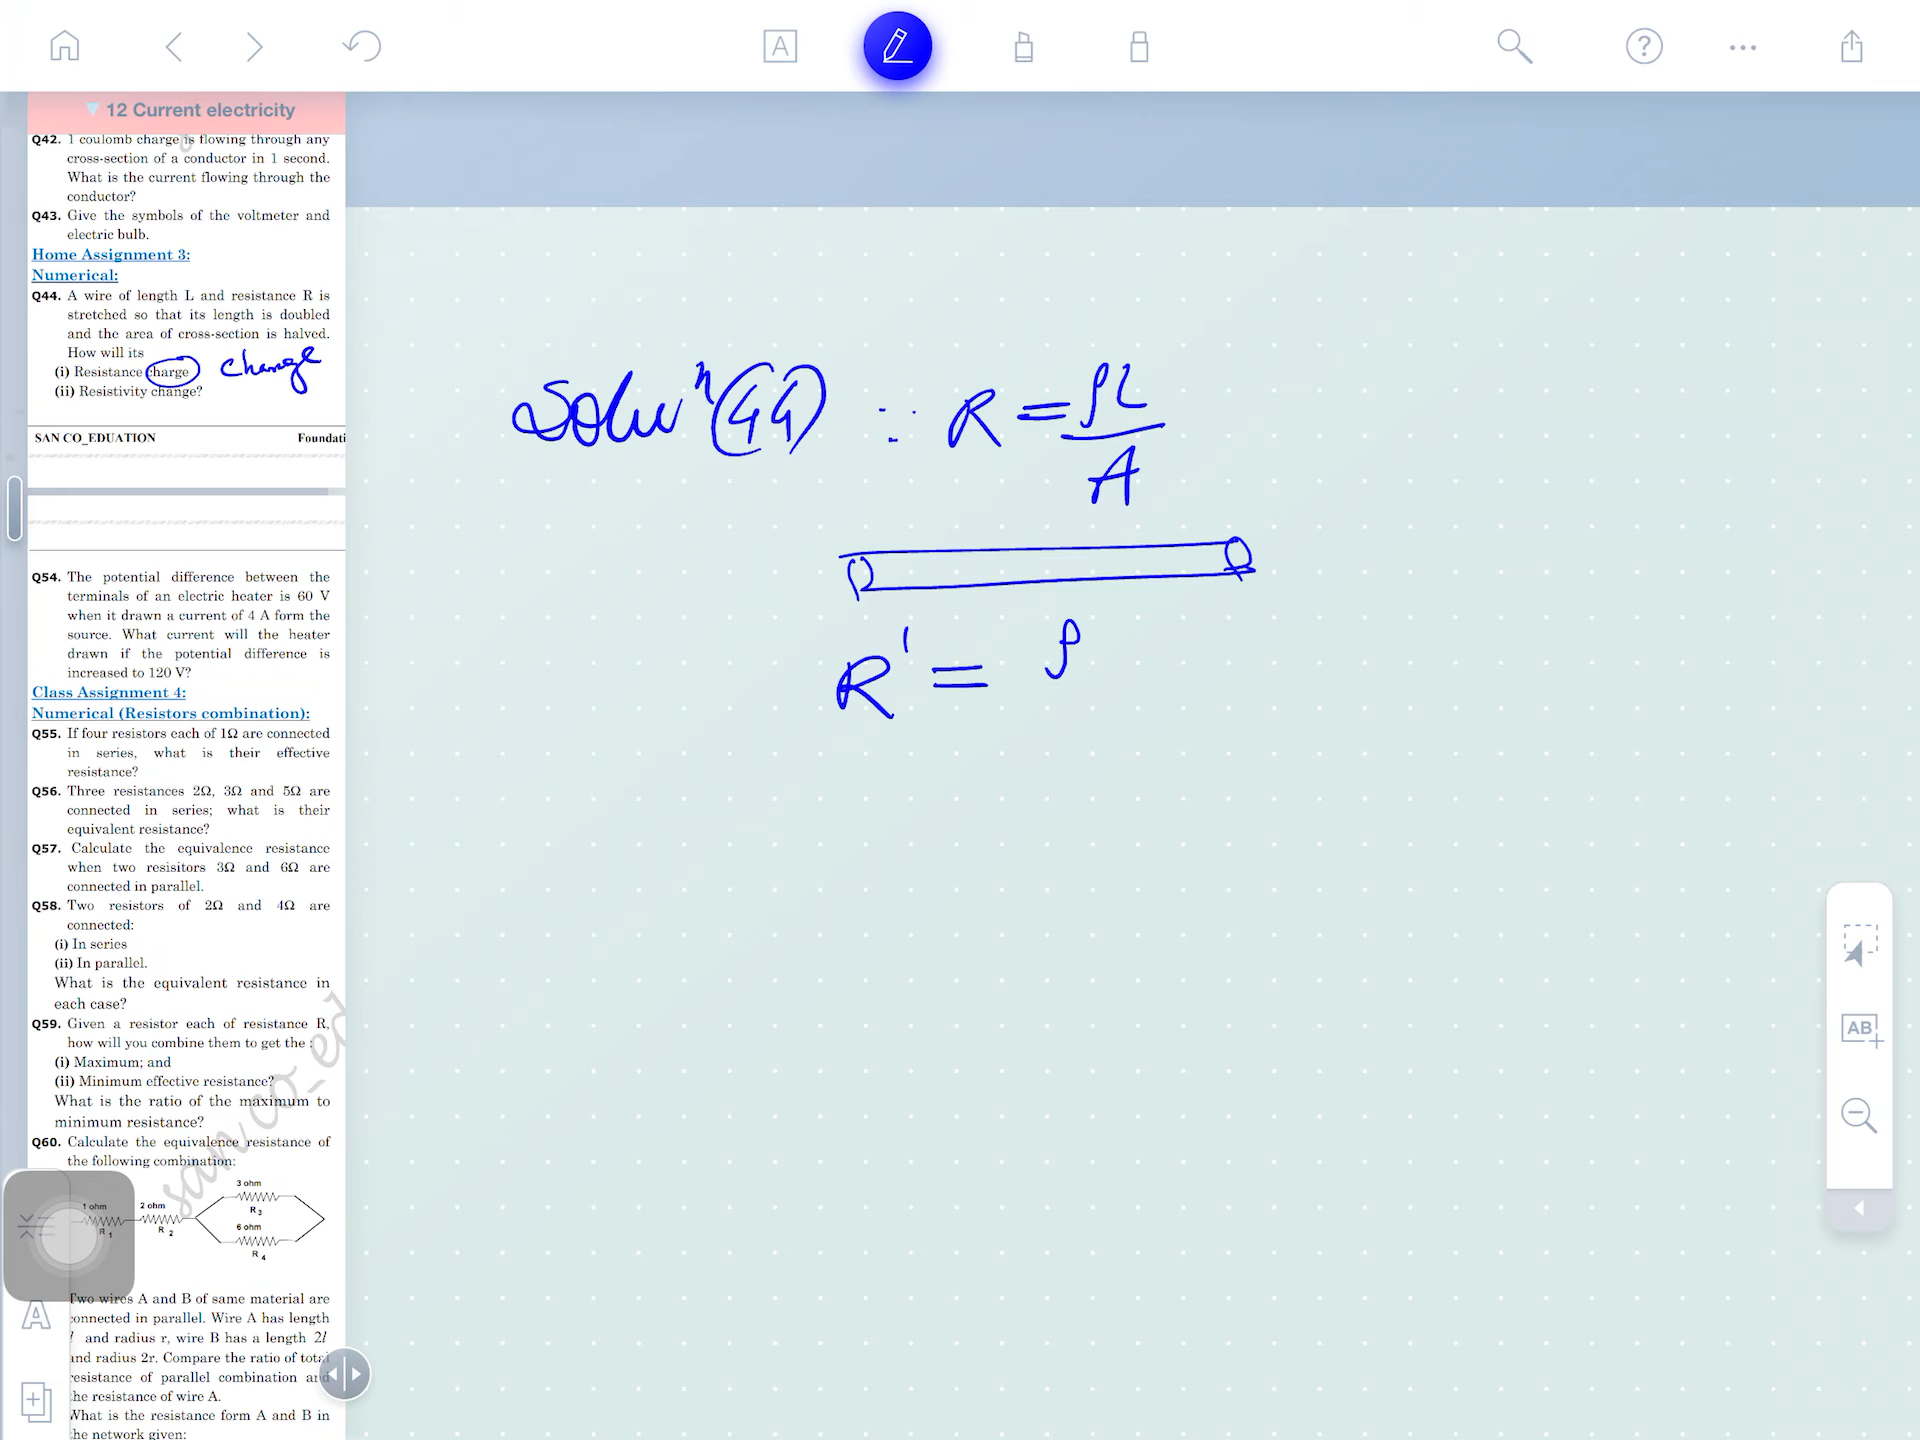 A
▼ 12 Current electricity
Q42. 1 coulomb charge is flowing through any
cross-section of a conductor in 1 second.
What is the current flowing through the
conductor?
Q43. Give the symbols of the voltmeter and
electric bulb.
Home Assignment 3:
Numerical:
Q44. A wire of length L and resistance R is
stretched so that its length is doubled
and the area of cross-section is halved.
How will its
(i) Resistance charge change
(ii) Resistivity change?
SAN CO_EDUATION Foundati
Q54. The potential difference between the
terminals of an electric heater is 60 V
when it drawn a current of 4 A form the
source. What current will the heater
drawn if the potential difference is
increased to 120 V?
Class Assignment 4:
Numerical (Resistors combination):
Q55. If four resistors each of 1Ω are connected
in series, what is their effective
resistance?
Q56. Three resistances 2Ω, 3Ω and 5Ω are
connected in series; what is their
equivalent resistance?
Q57. Calculate the equivalence resistance
when two resisitors 3Ω and 6Ω are
connected in parallel.
Q58. Two resistors of 2Ω and 4Ω are
connected:
(i) In series
(ii) In parallel.
What is the equivalent resistance in
each case?
Q59. Given a resistor each of resistance R,
how will you combine them to get the :
(i) Maximum; and
(ii) Minimum effective resistance?
What is the ratio of the maximum to
minimum resistance?
Q60. Calculate the equivalence resistance of
the following combination:
3 ohm
R 3
1 ohm 2 ohm
R 1 R 2
6 ohm
R 4
Two wires A and B of same material are
connected in parallel. Wire A has length
l and radius r, wire B has a length 2l
and radius 2r. Compare the ratio of total
resistance of parallel combination and
the resistance of wire A.
What is the resistance form A and B in
the network given:
san co_ed
Soluⁿ (44) ∵ R = ρL
A
R' = ρ
AB
A